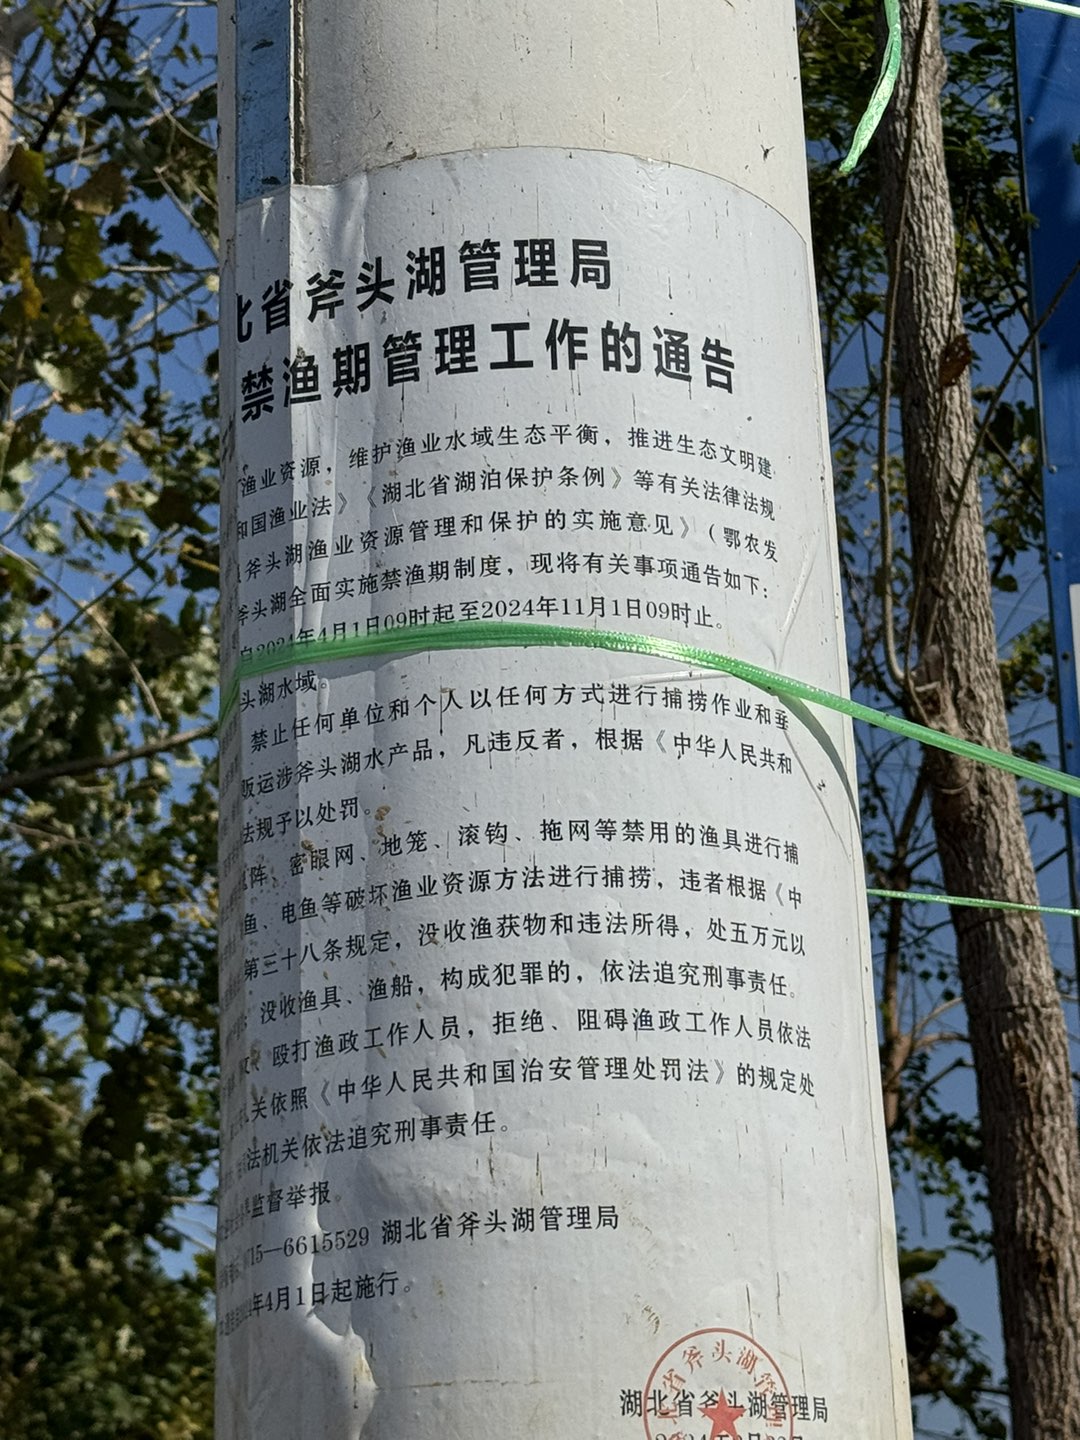 北省斧头湖管理局
禁渔期管理工作的通告
渔业资源，维护渔业水域生态平衡，推进生态文明建
和国渔业法》《湖北省湖泊保护条例》等有关法律法规
斧头湖渔业资源管理和保护的实施意见》（鄂农发
斧头湖全面实施禁渔期制度，现将有关事项通告如下：
自2024年4月1日09时起至2024年11月1日09时止。
头湖水域。
禁止任何单位和个人以任何方式进行捕捞作业和垂
贩运涉斧头湖水产品，凡违反者，根据《中华人民共和
法规予以处罚。
阵、密眼网、地笼、滚钩、拖网等禁用的渔具进行捕
鱼、电鱼等破坏渔业资源方法进行捕捞，违者根据《中
第三十八条规定，没收渔获物和违法所得，处五万元以
没收渔具、渔船，构成犯罪的，依法追究刑事责任。
殴打渔政工作人员，拒绝、阻碍渔政工作人员依法
关依照《中华人民共和国治安管理处罚法》的规定处
法机关依法追究刑事责任。
监督举报
715—6615529 湖北省斧头湖管理局
年4月1日起施行。
湖北省斧头湖管理局